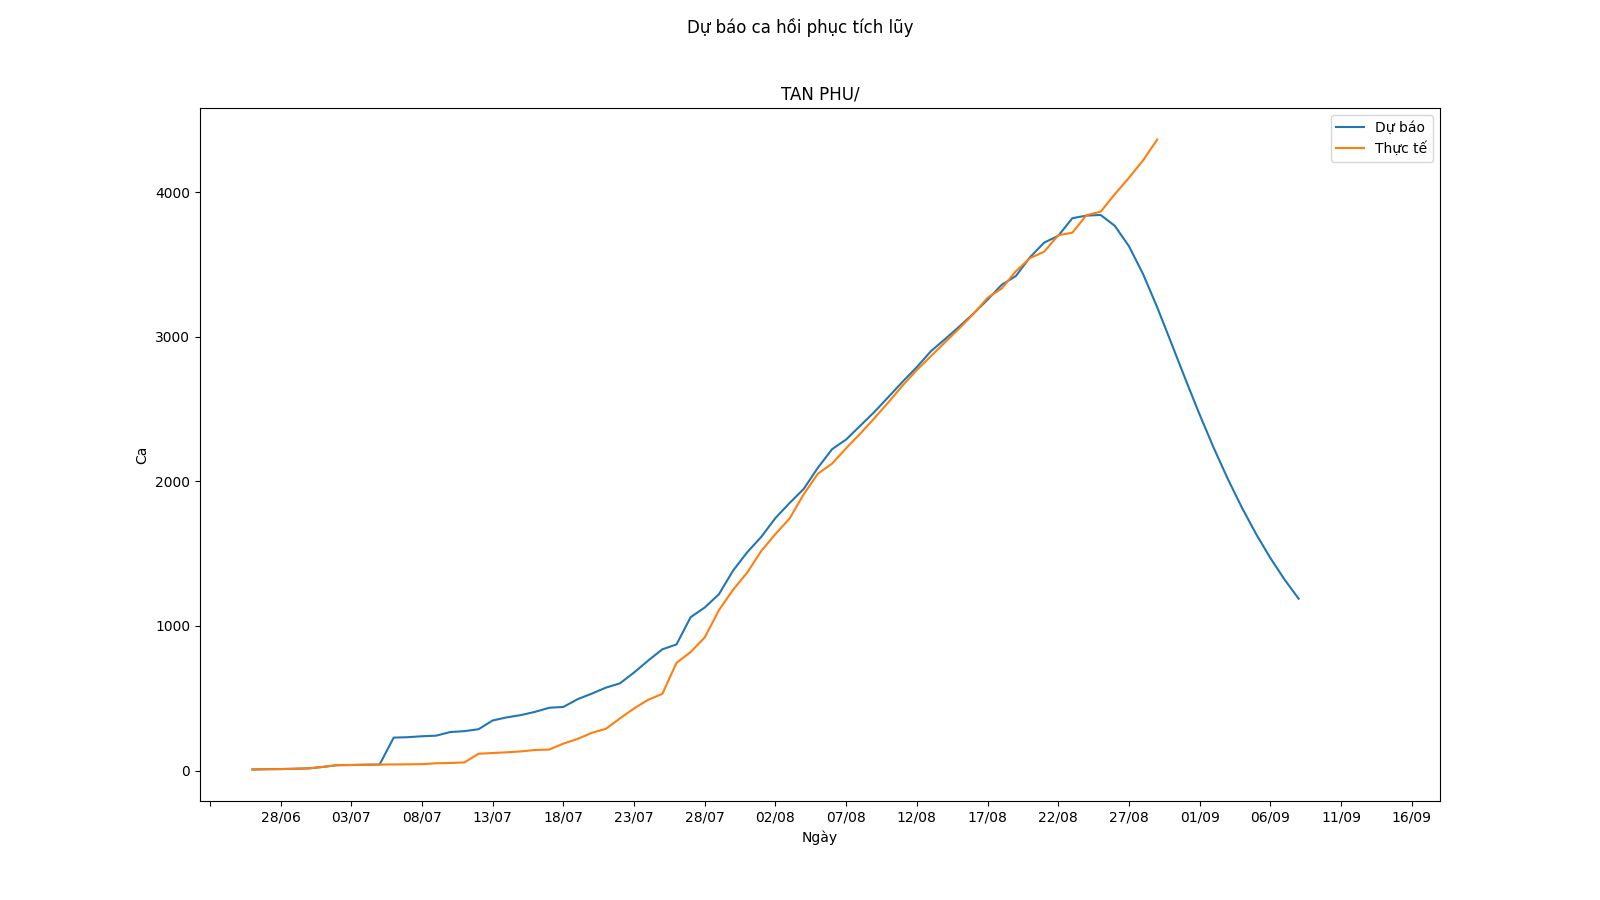 Dự báo ca hồi phục tích lũy
TAN PHU/
Dự báo
Thực tế
4000
3000
2000
1000
0
Ca
28/06 03/07 08/07 13/07 18/07 23/07 28/07 02/08 07/08 12/08 17/08 22/08 27/08 01/09 06/09 11/09 16/09
Ngày